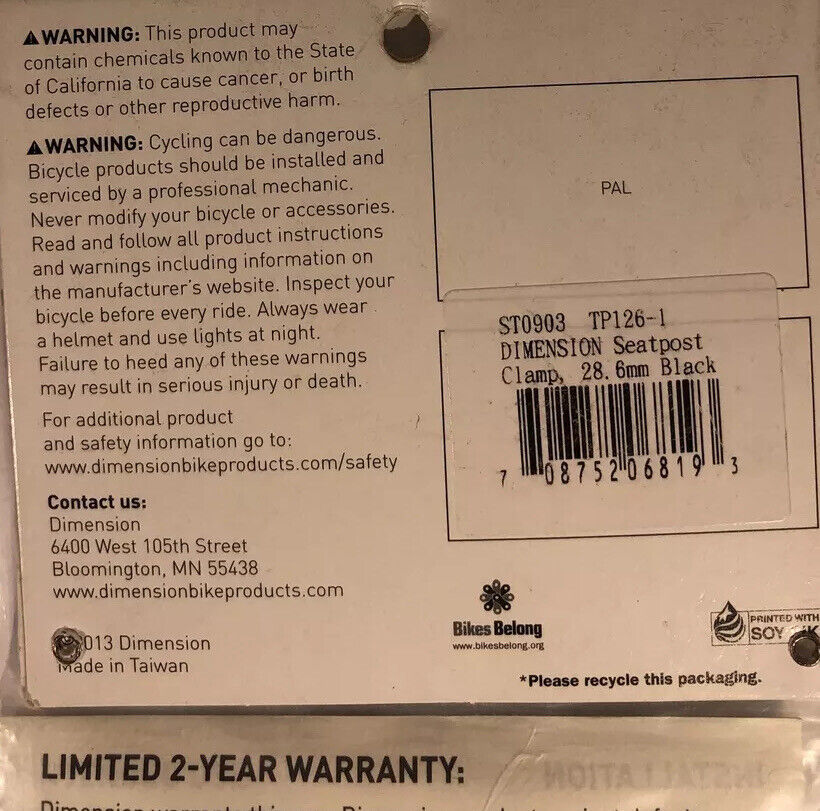 ⚠WARNING: This product may
contain chemicals known to the State
of California to cause cancer, or birth
defects or other reproductive harm.
⚠WARNING: Cycling can be dangerous.
Bicycle products should be installed and
serviced by a professional mechanic.
Never modify your bicycle or accessories.
Read and follow all product instructions
and warnings including information on
the manufacturer's website. Inspect your
bicycle before every ride. Always wear
a helmet and use lights at night.
Failure to heed any of these warnings
may result in serious injury or death.
For additional product
and safety information go to:
www.dimensionbikeproducts.com/safety
Contact us:
Dimension
6400 West 105th Street
Bloomington, MN 55438
www.dimensionbikeproducts.com
013 Dimension
Made in Taiwan
PAL
ST0903 TP126-1
DIMENSION Seatpost
Clamp, 28.6mm Black
7 08752 06819 3
Bikes Belong
www.bikesbelong.org
PRINTED WITH
SOY
*Please recycle this packaging.
LIMITED 2-YEAR WARRANTY: